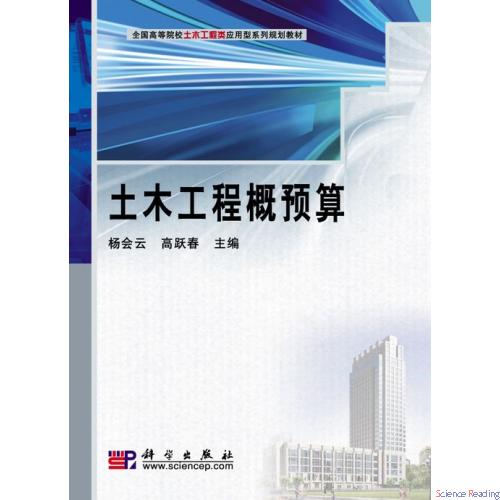 全国高等院校土木工程类应用型系列规划教材
土木工程概预算
杨会云 高跃春 主编
科学出版社
www.sciencep.com
Science Reading